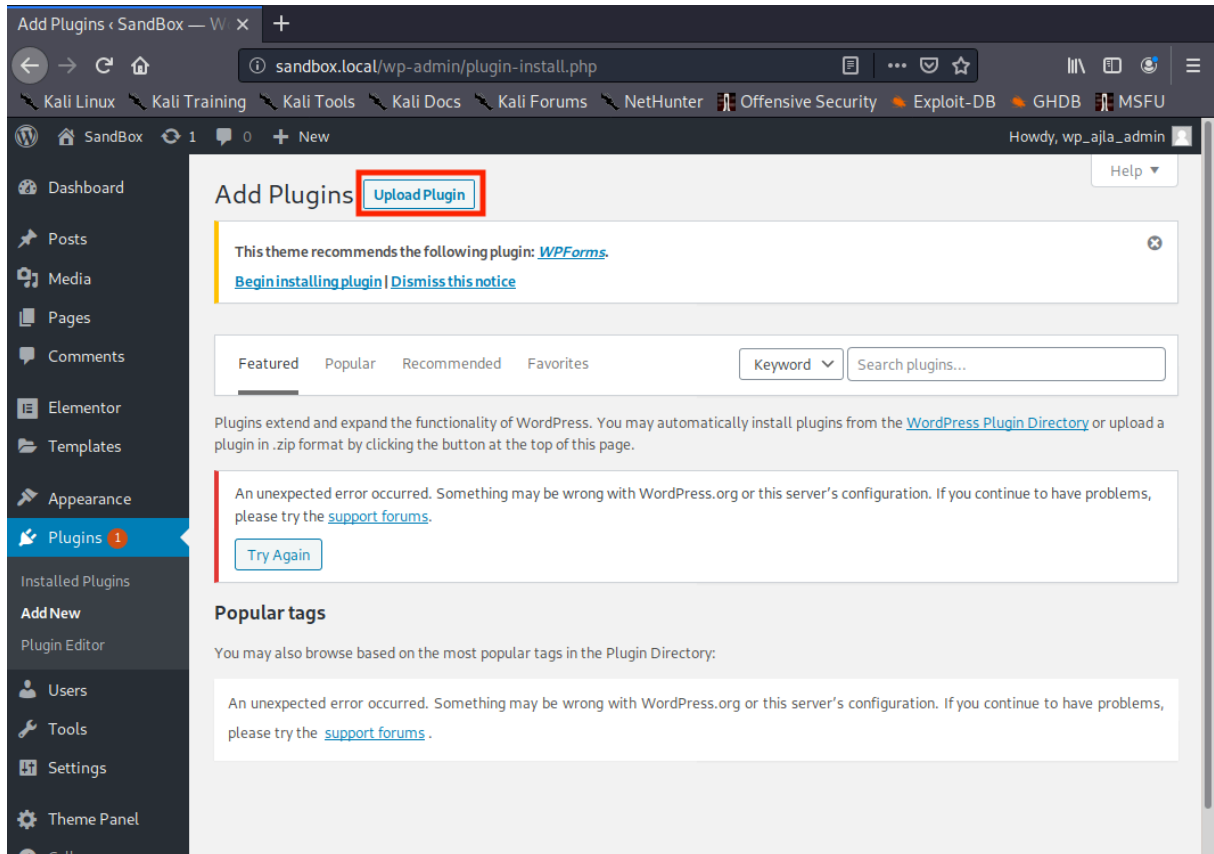 Add Plugins ‹ SandBox — W
sandbox.local/wp-admin/plugin-install.php
Kali Linux Kali Training Kali Tools Kali Docs Kali Forums NetHunter Offensive Security Exploit-DB GHDB MSFU
SandBox 1 0 + New Howdy, wp_ajla_admin
Help
Dashboard
Posts
Media
Pages
Comments
Elementor
Templates
Appearance
Plugins 1
Installed Plugins
Add New
Plugin Editor
Users
Tools
Settings
Theme Panel
Add Plugins Upload Plugin
This theme recommends the following plugin: WPForms.
Begin installing plugin | Dismiss this notice
Featured Popular Recommended Favorites Keyword Search plugins...
Plugins extend and expand the functionality of WordPress. You may automatically install plugins from the WordPress Plugin Directory or upload a
plugin in .zip format by clicking the button at the top of this page.
An unexpected error occurred. Something may be wrong with WordPress.org or this server’s configuration. If you continue to have problems,
please try the support forums.
Try Again
Popular tags
You may also browse based on the most popular tags in the Plugin Directory:
An unexpected error occurred. Something may be wrong with WordPress.org or this server’s configuration. If you continue to have problems,
please try the support forums .